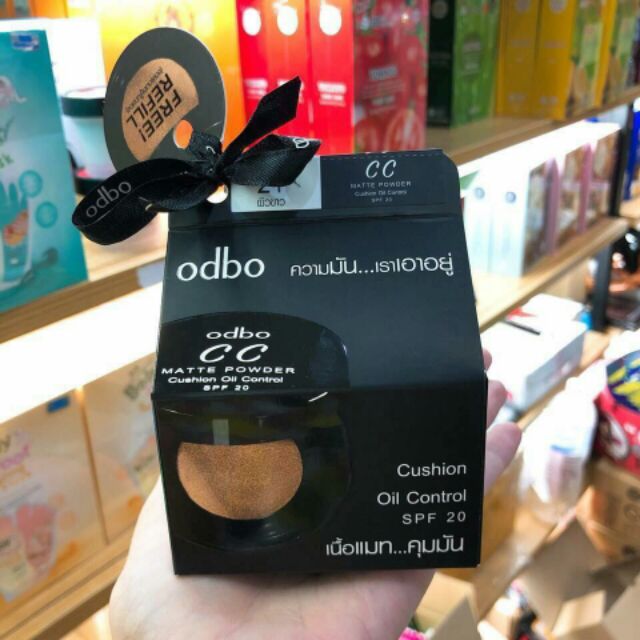 FREE!
REFILL
odbo
21
ผิวขาว
CC
MATTE POWDER
Cushion Oil Control
SPF 20
odbo ความมัน...เราเอาอยู่
odbo
CC
MATTE POWDER
Cushion Oil Control
SPF 20
Cushion
Oil Control
SPF 20
เนื้อแมท...คุมมัน